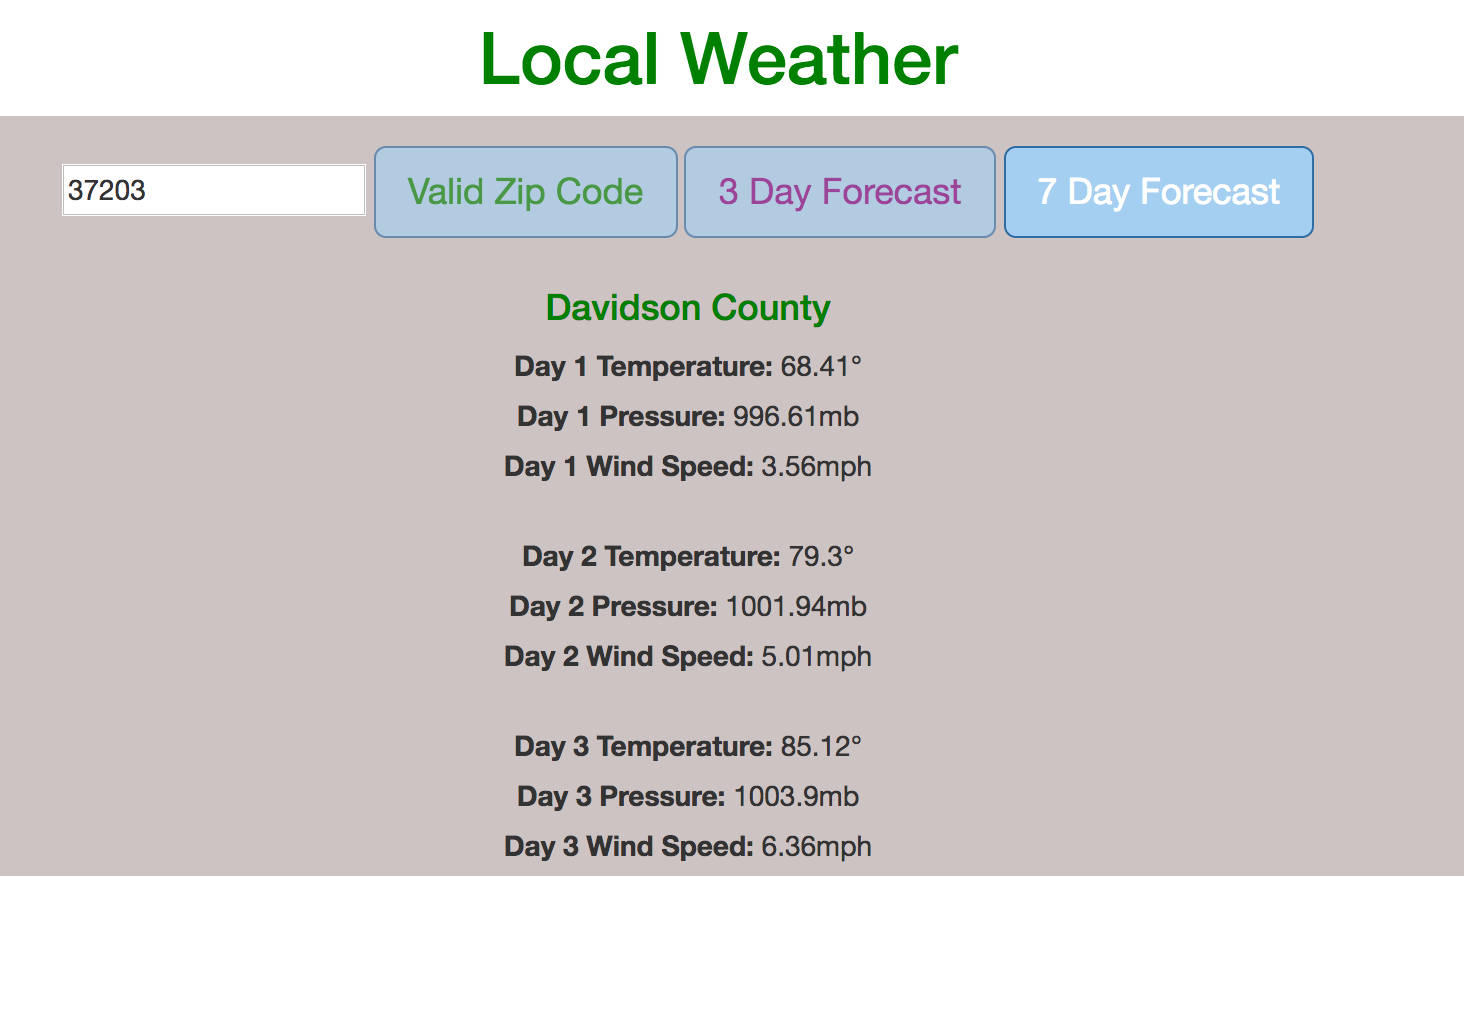 Local Weather
37203 Valid Zip Code 3 Day Forecast 7 Day Forecast
Davidson County
Day 1 Temperature: 68.41°
Day 1 Pressure: 996.61mb
Day 1 Wind Speed: 3.56mph
Day 2 Temperature: 79.3°
Day 2 Pressure: 1001.94mb
Day 2 Wind Speed: 5.01mph
Day 3 Temperature: 85.12°
Day 3 Pressure: 1003.9mb
Day 3 Wind Speed: 6.36mph